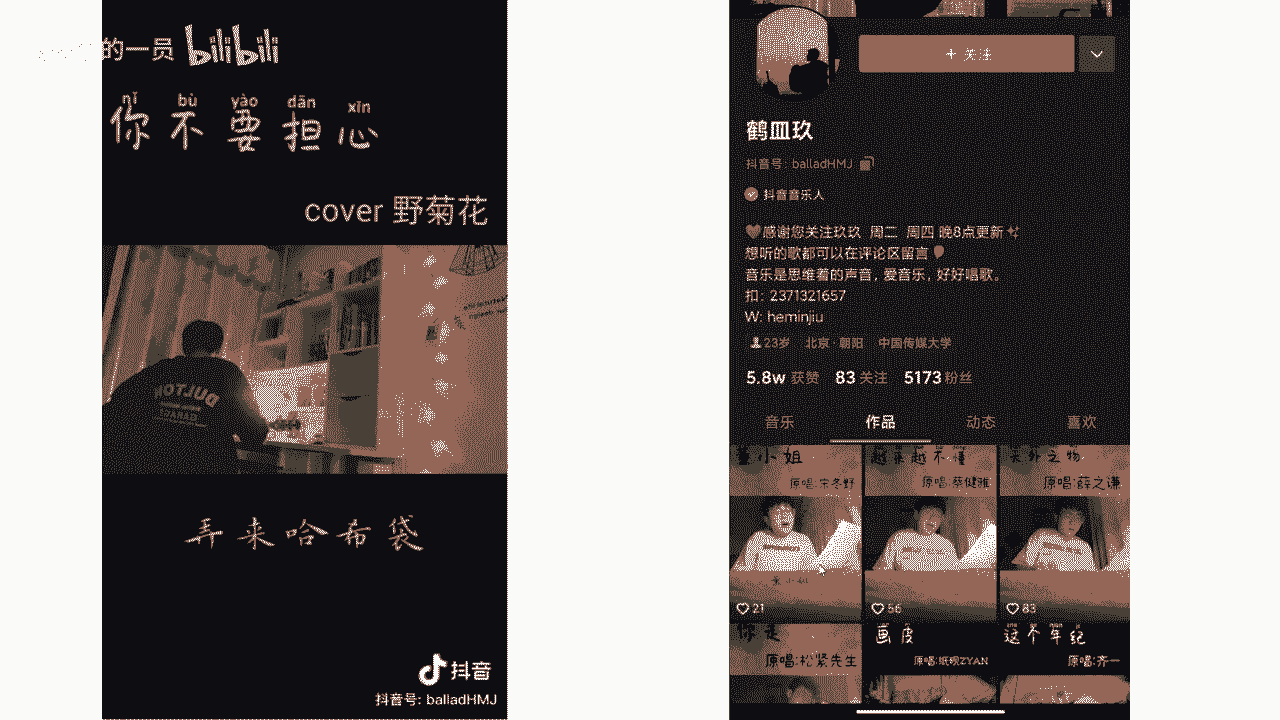 的一员 bilibili
nǐ bù yào dān xīn
你不要担心
cover 野菊花
弄来哈布袋
抖音
抖音号: balladHMJ
+ 关注
鹤皿玖
抖音号: balladHMJ
抖音音乐人
感谢您关注玖玖 周二 周四 晚8点更新
想听的歌都可以在评论区留言
音乐是思维着的声音, 爱音乐, 好好唱歌。
扣: 2371321657
W: heminjiu
23岁 北京·朝阳 中国传媒大学
5.8w 获赞 83 关注 5173 粉丝
音乐 作品 动态 喜欢
董小姐 越来越不懂 天外之物
原唱:宋冬野 原唱:蔡健雅 原唱:薛之谦
董小姐
21 56 83
你是 画皮 这个年纪
原唱:松紧先生 原唱:纸砚ZYAN 原唱:齐一